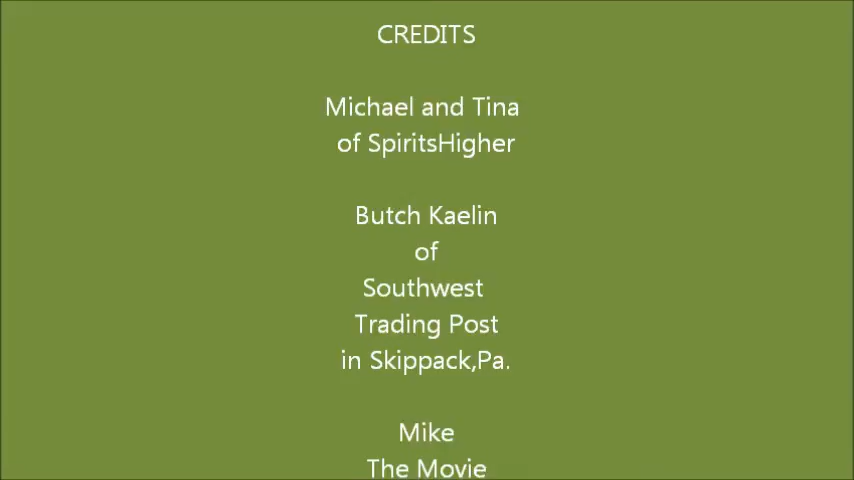 CREDITS
Michael and Tina
of SpiritsHigher
Butch Kaelin
of
Southwest
Trading Post
in Skippack,Pa.
Mike
The Movie